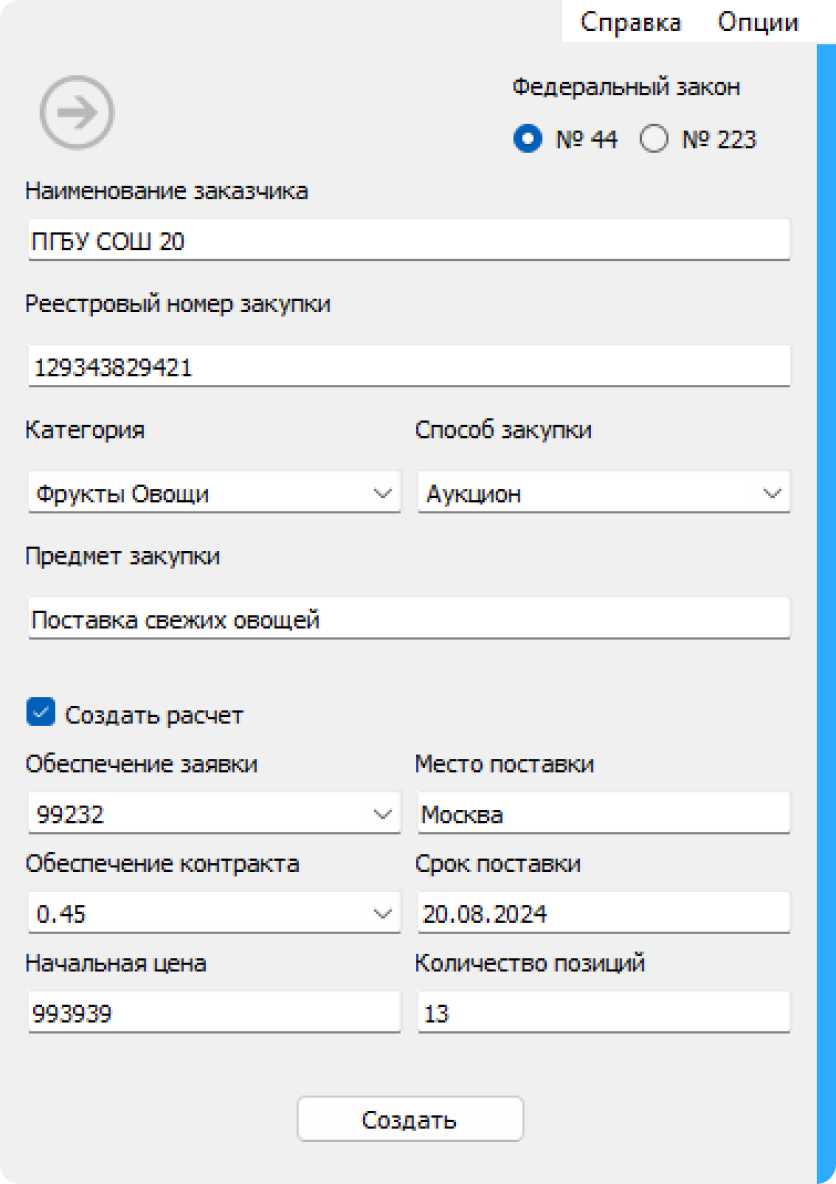 Справка Опции
Федеральный закон
№ 44 № 223
Наименование заказчика
ПГБУ СОШ 20
Реестровый номер закупки
129343829421
Категория Способ закупки
Фрукты Овощи Аукцион
Предмет закупки
Поставка свежих овощей
Создать расчет
Обеспечение заявки Место поставки
99232 Москва
Обеспечение контракта Срок поставки
0.45 20.08.2024
Начальная цена Количество позиций
993939 13
Создать